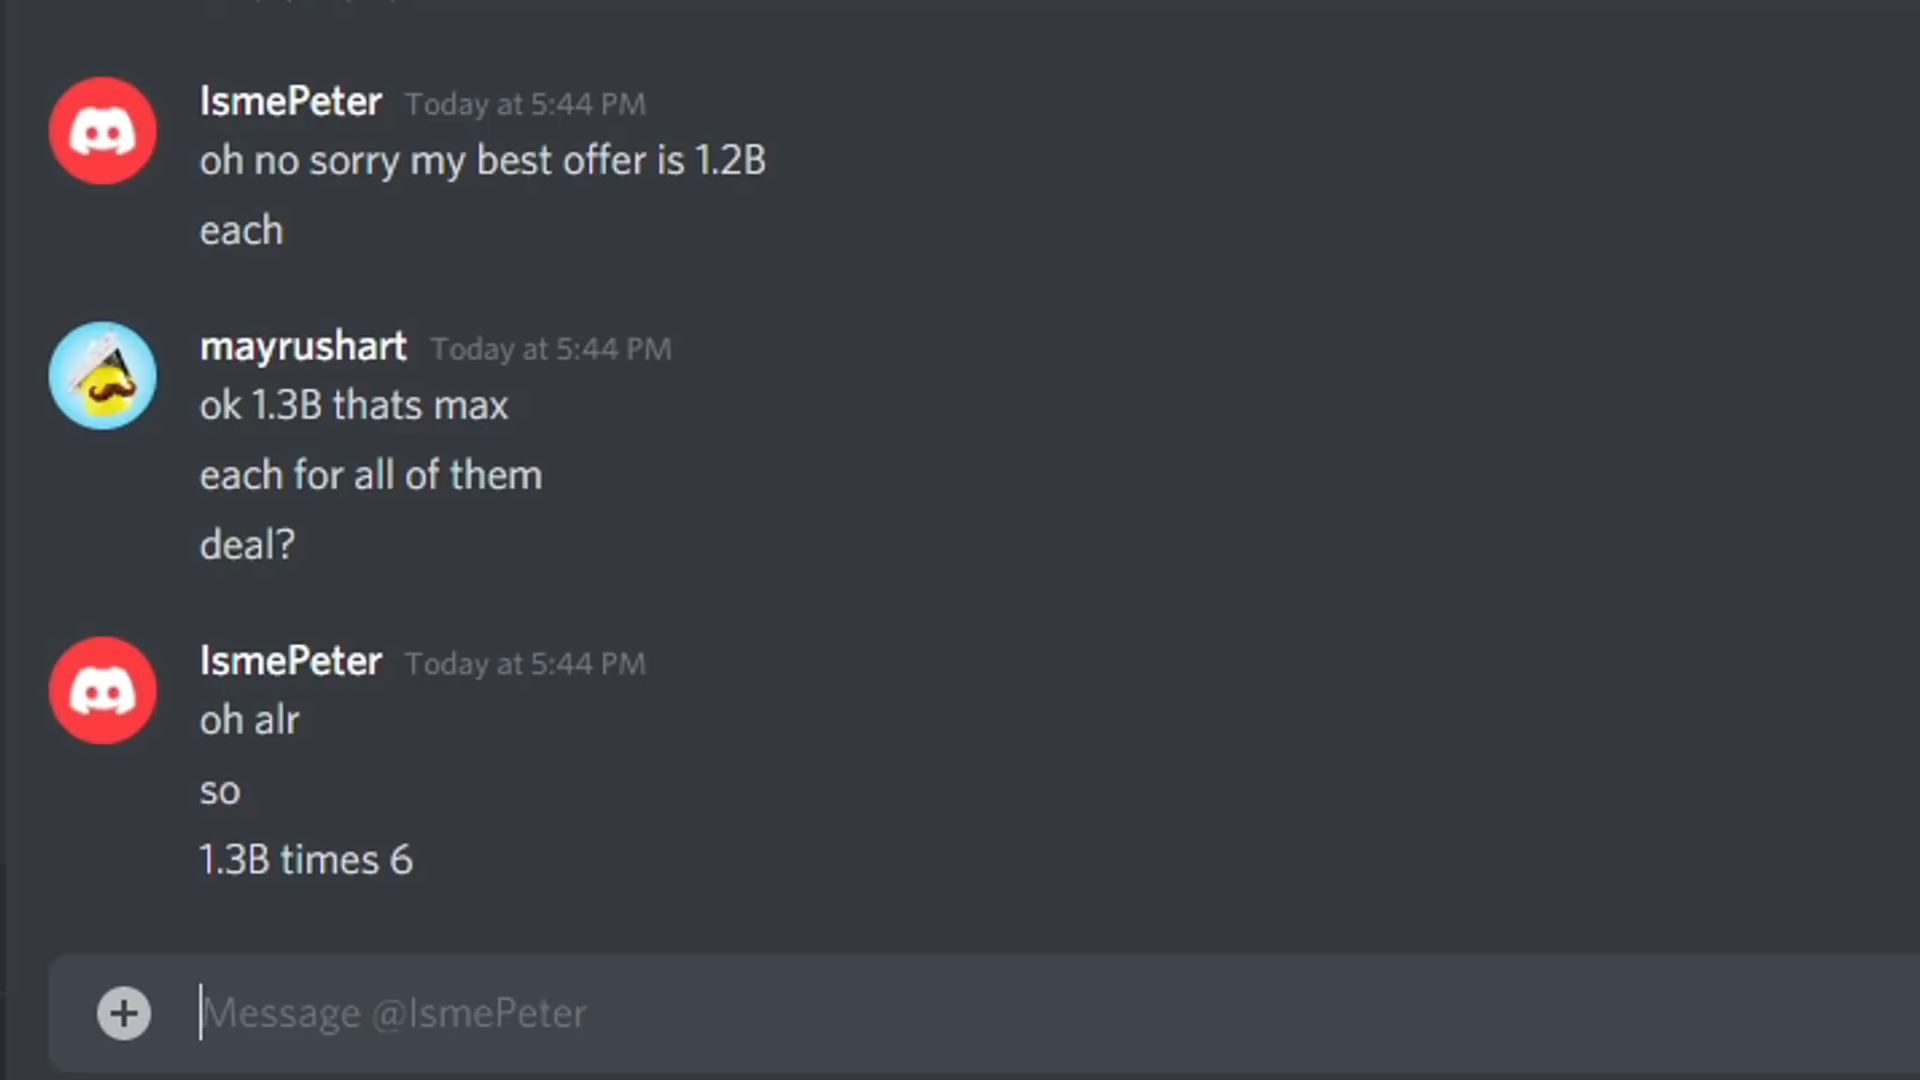 IsmePeter Today at 5:44 PM
oh no sorry my best offer is 1.2B
each
mayrushart Today at 5:44 PM
ok 1.3B thats max
each for all of them
deal?
IsmePeter Today at 5:44 PM
oh alr
so
1.3B times 6
Message @IsmePeter